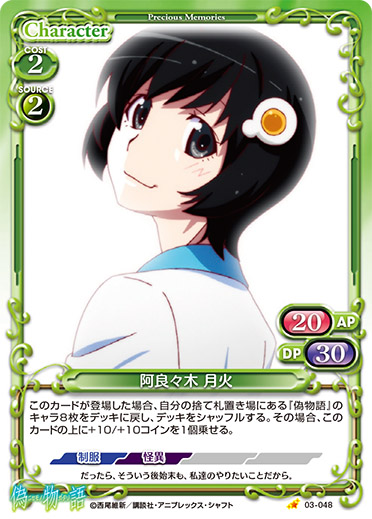 Precious Memories
Character
COST
2
SOURCE
2
20 AP
DP 30
阿良々木 月火
このカードが登場した場合、自分の捨て札置き場にある『偽物語』の
キャラ8枚をデッキに戻し、デッキをシャッフルする。その場合、こ
のカードの上に+10/+10コインを1個乗せる。
制服 怪異
だったら、そういう後始末も、私達のやりたいことだから。
偽物語
©西尾維新/講談社・アニプレックス・シャフト
03-048